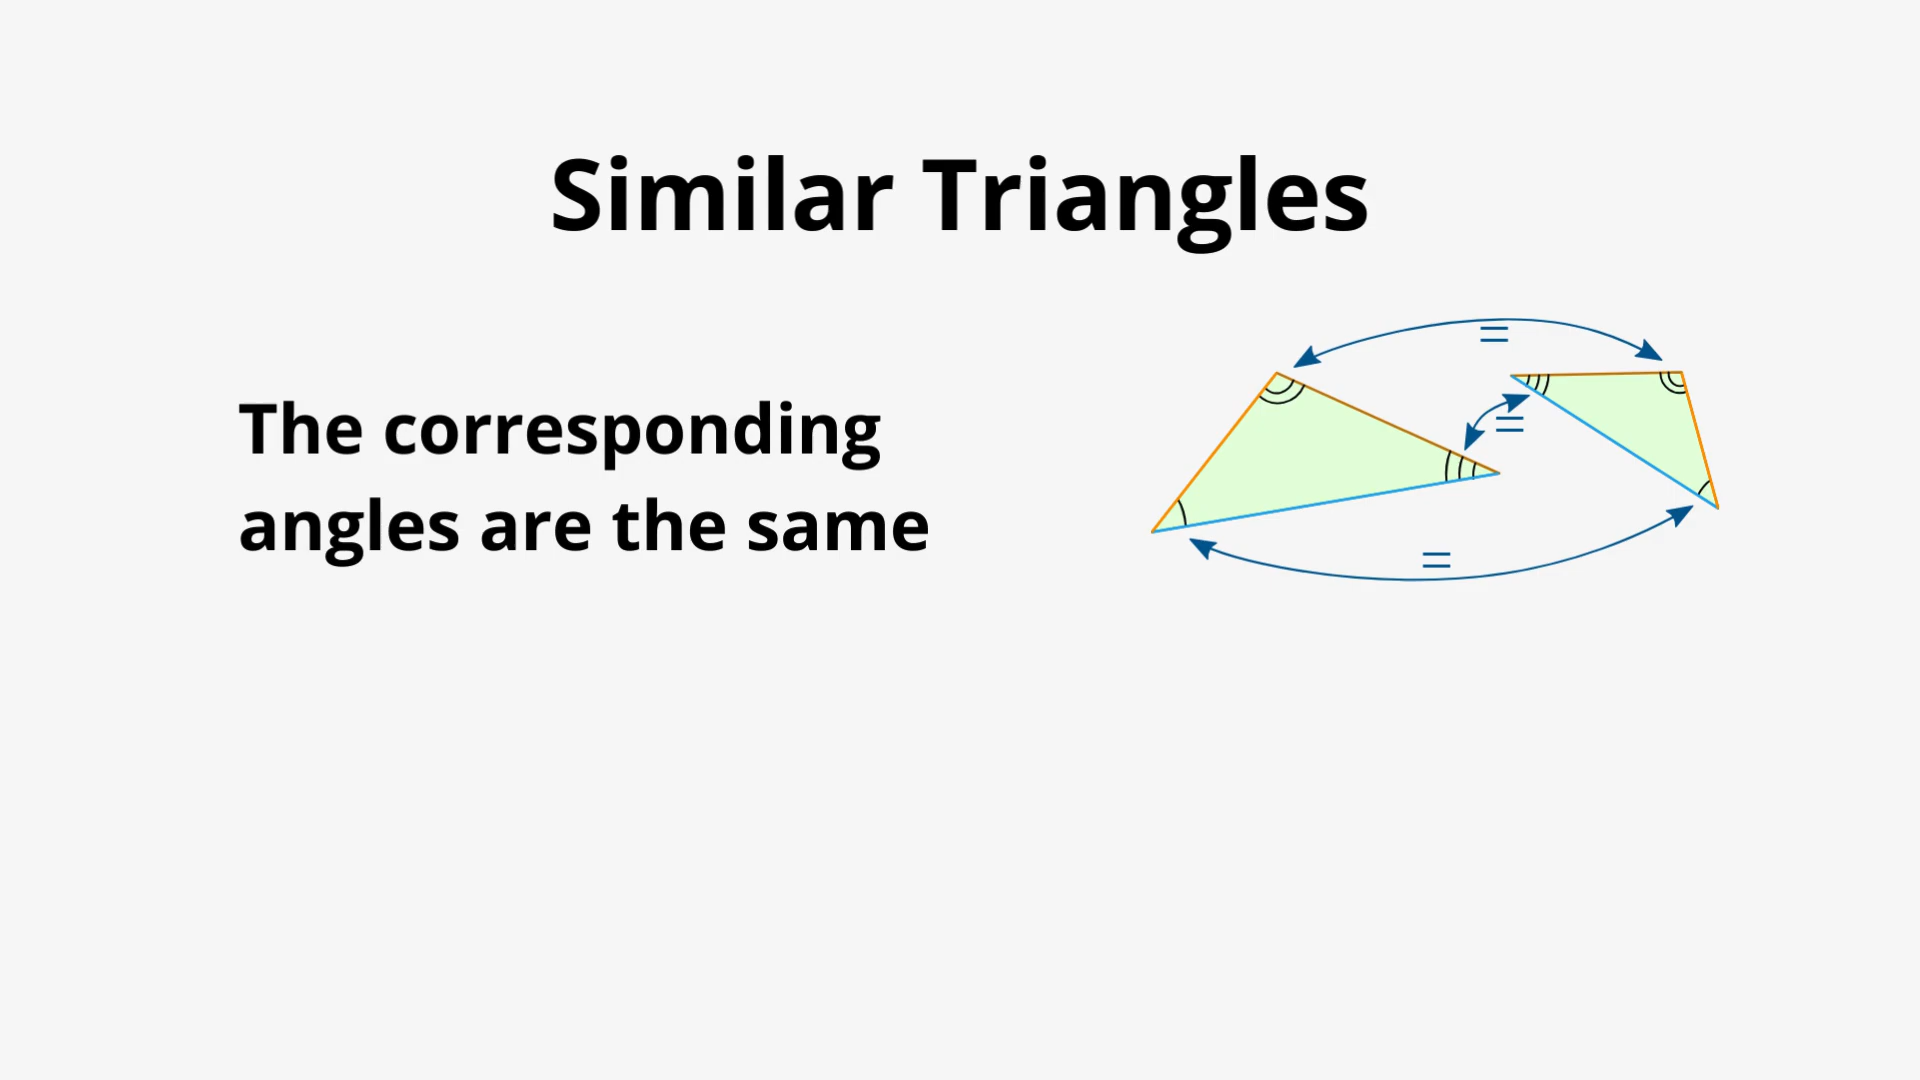 Similar Triangles
The corresponding
angles are the same
=
=
=